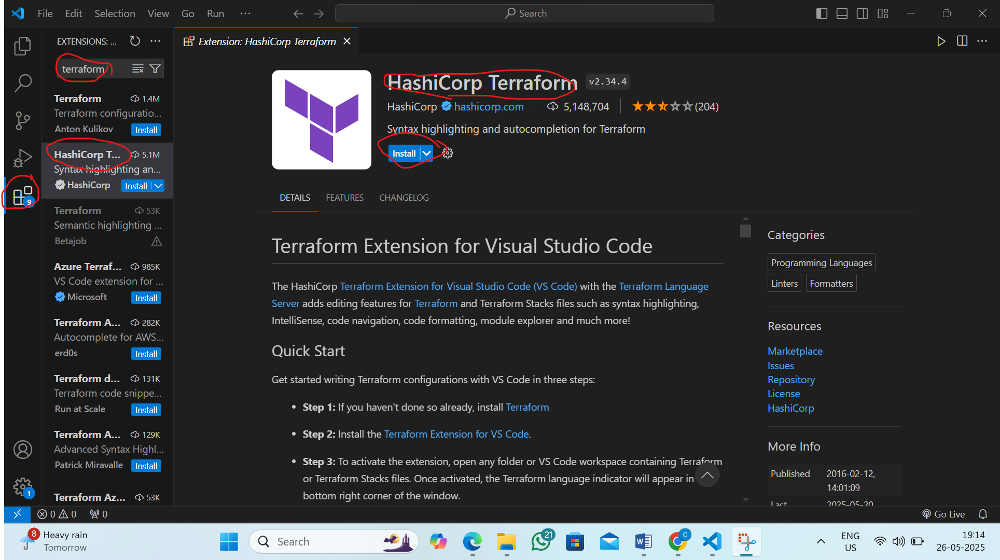 File Edit Selection View Go Run ···
Search
EXTENSIONS: ...
Extension: HashiCorp Terraform
terraform
Terraform 1.4M
Terraform configuratio...
Anton Kulikov Install
HashiCorp T... 5.1M
Syntax highlighting an...
HashiCorp Install
9
Terraform 53K
Semantic highlighting ...
Betajob
Azure Terraf... 985K
VS Code extension for ...
Microsoft Install
Terraform A... 282K
Autocomplete for AWS...
erd0s Install
Terraform d... 131K
Terraform code snippe...
Run at Scale Install
Terraform A... 129K
Advanced Syntax Highl...
Patrick Miravalle Install
Terraform Az... 53K
1
HashiCorp Terraform v2.34.4
HashiCorp hashicorp.com 5,148,704 (204)
Syntax highlighting and autocompletion for Terraform
Install
DETAILS FEATURES CHANGELOG
Terraform Extension for Visual Studio Code
The HashiCorp Terraform Extension for Visual Studio Code (VS Code) with the Terraform Language
Server adds editing features for Terraform and Terraform Stacks files such as syntax highlighting,
IntelliSense, code navigation, code formatting, module explorer and much more!
Quick Start
Get started writing Terraform configurations with VS Code in three steps:
• Step 1: If you haven't done so already, install Terraform
• Step 2: Install the Terraform Extension for VS Code.
• Step 3: To activate the extension, open any folder or VS Code workspace containing Terraform
or Terraform Stacks files. Once activated, the Terraform language indicator will appear in
bottom right corner of the window.
Categories
Programming Languages
Linters Formatters
Resources
Marketplace
Issues
Repository
License
HashiCorp
More Info
Published 2016-02-12,
14:01:09
Last 2025-05-20
0 0 0
Go Live
8 Heavy rain
Tomorrow
Search
21
C
ENG
US
19:14
26-05-2025